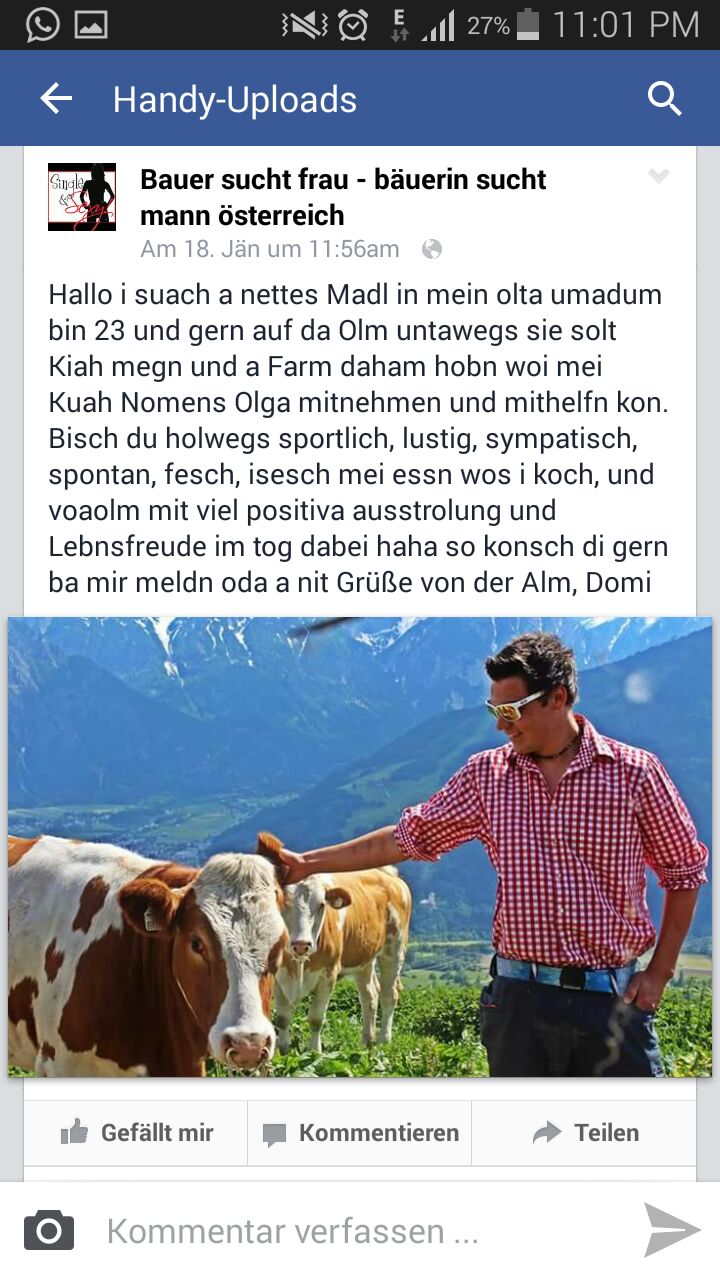 E 27% 11:01 PM
Handy-Uploads
Single & Sexy
Bauer sucht frau - bäuerin sucht
mann österreich
Am 18. Jän um 11:56am
Hallo i suach a nettes Madl in mein olta umadum
bin 23 und gern auf da Olm untawegs sie solt
Kiah megn und a Farm daham hobn woi mei
Kuah Nomens Olga mitnehmen und mithelfn kon.
Bisch du holwegs sportlich, lustig, sympatisch,
spontan, fesch, isesch mei essn wos i koch, und
voaolm mit viel positiva ausstrolung und
Lebnsfreude im tog dabei haha so konsch di gern
ba mir meldn oda a nit Grüße von der Alm, Domi
Gefällt mir Kommentieren Teilen
Kommentar verfassen ...